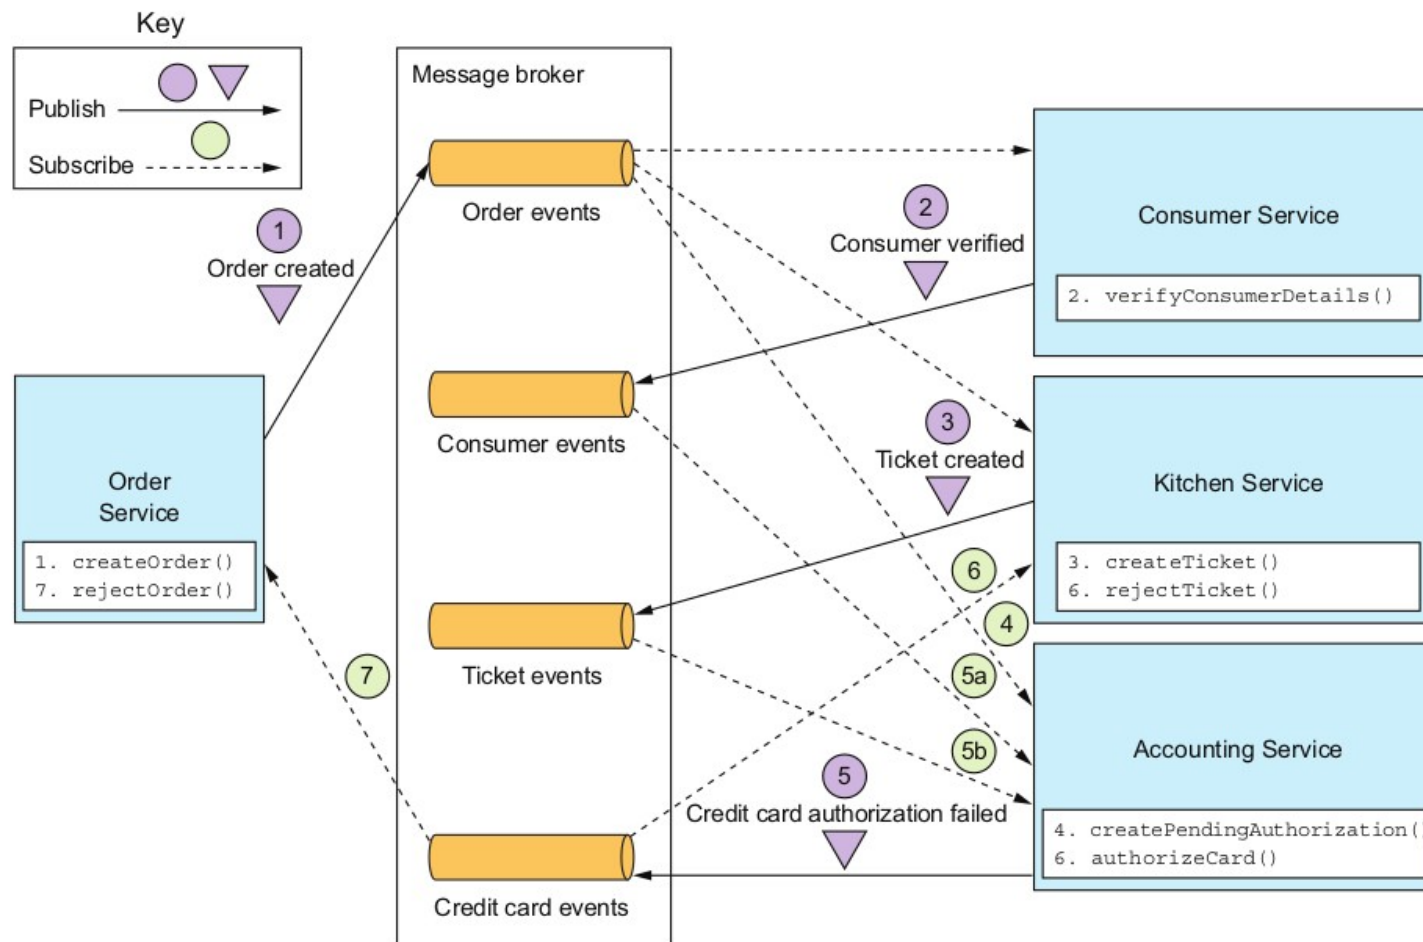 Key
Publish
Subscribe
Message broker
Order events
Consumer events
Ticket events
Credit card events
1
Order created
Order
Service
1. createOrder()
7. rejectOrder()
7
2
Consumer verified
Consumer Service
2. verifyConsumerDetails()
3
Ticket created
Kitchen Service
3. createTicket()
6. rejectTicket()
6
4
5a
5b
5
Credit card authorization failed
Accounting Service
4. createPendingAuthorization(
6. authorizeCard()